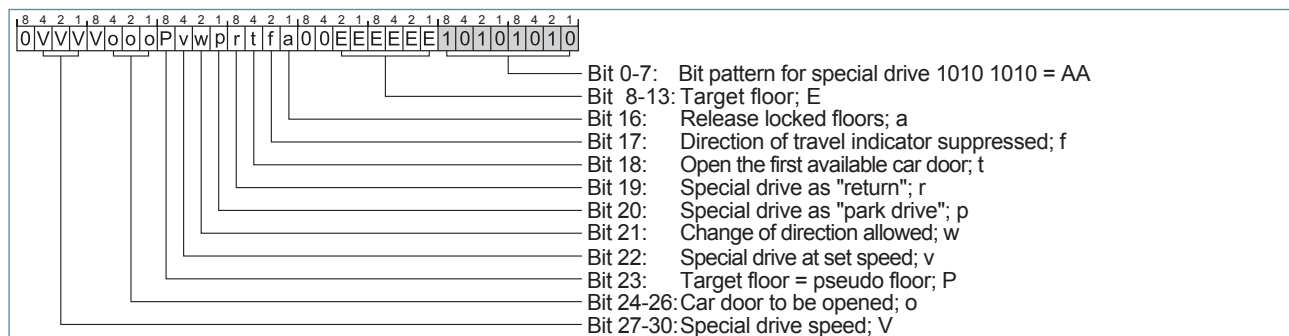 8 4 2 1 8 4 2 1 8 4 2 1 8 4 2 1 8 4 2 1 8 4 2 1 8 4 2 1 8 4 2 1
0 V V V V o o o P v w p r t f a 0 0 E E E E E E 1 0 1 0 1 0 1 0
Bit 0-7: Bit pattern for special drive 1010 1010 = AA
Bit 8-13: Target floor; E
Bit 16: Release locked floors; a
Bit 17: Direction of travel indicator suppressed; f
Bit 18: Open the first available car door; t
Bit 19: Special drive as "return"; r
Bit 20: Special drive as "park drive"; p
Bit 21: Change of direction allowed; w
Bit 22: Special drive at set speed; v
Bit 23: Target floor = pseudo floor; P
Bit 24-26: Car door to be opened; o
Bit 27-30: Special drive speed; V